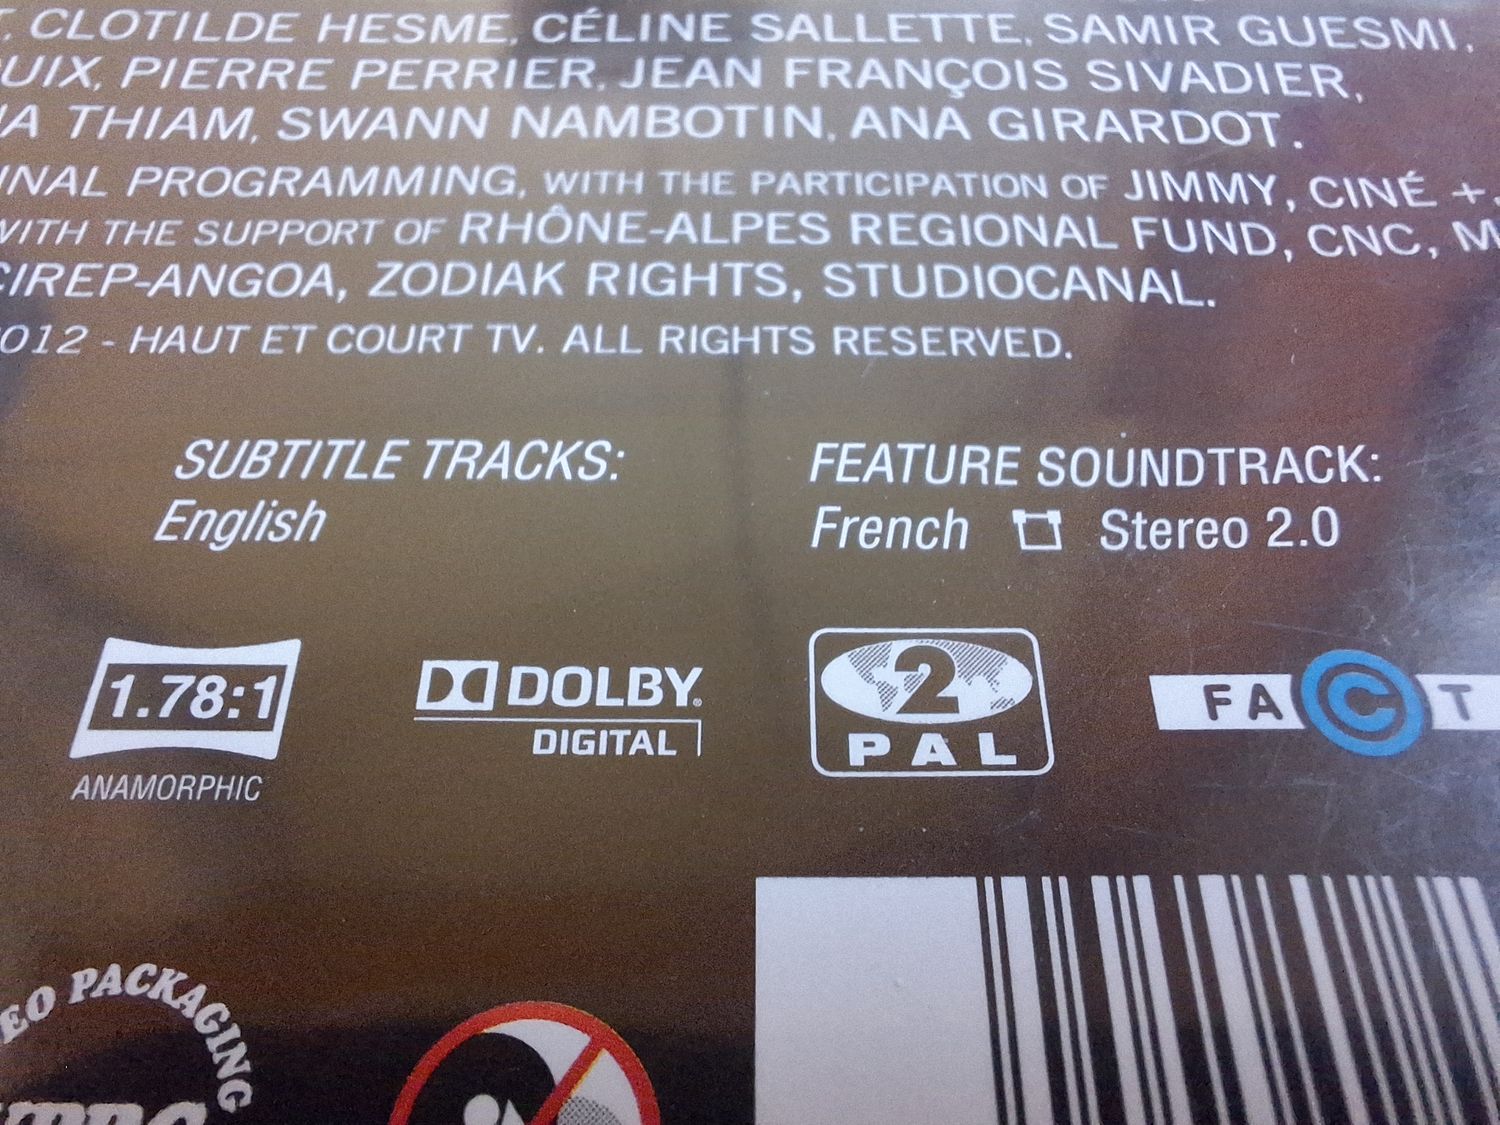 CLOTILDE HESME, CÉLINE SALLETTE, SAMIR GUESMI,
PIERRE PERRIER, JEAN FRANÇOIS SIVADIER,
THIAM, SWANN NAMBOTIN, ANA GIRARDOT.
PROGRAMMING, WITH THE PARTICIPATION OF JIMMY, CINÉ +,
WITH THE SUPPORT OF RHÔNE-ALPES REGIONAL FUND, CNC,
CIREP-ANGOA, ZODIAK RIGHTS, STUDIOCANAL.
2012 - HAUT ET COURT TV. ALL RIGHTS RESERVED.
SUBTITLE TRACKS:
English
FEATURE SOUNDTRACK:
French Stereo 2.0
1.78:1
ANAMORPHIC
DOLBY
DIGITAL
2
PAL
FACT
PACKAGING